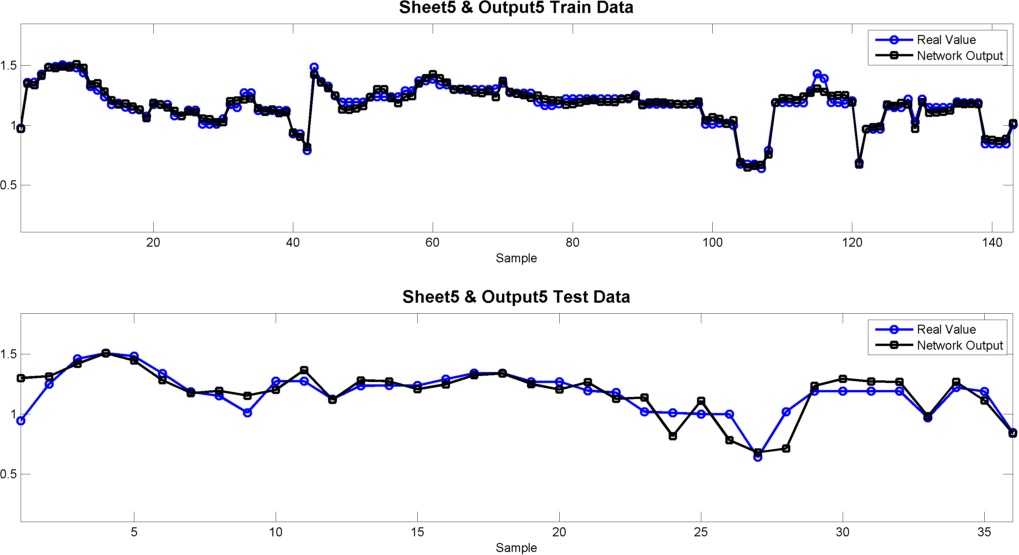 Sheet5 & Output5 Train Data
Real Value
Network Output
1.5
1
0.5
20 40 60 80 100 120 140
Sample
Sheet5 & Output5 Test Data
Real Value
Network Output
1.5
1
0.5
5 10 15 20 25 30 35
Sample